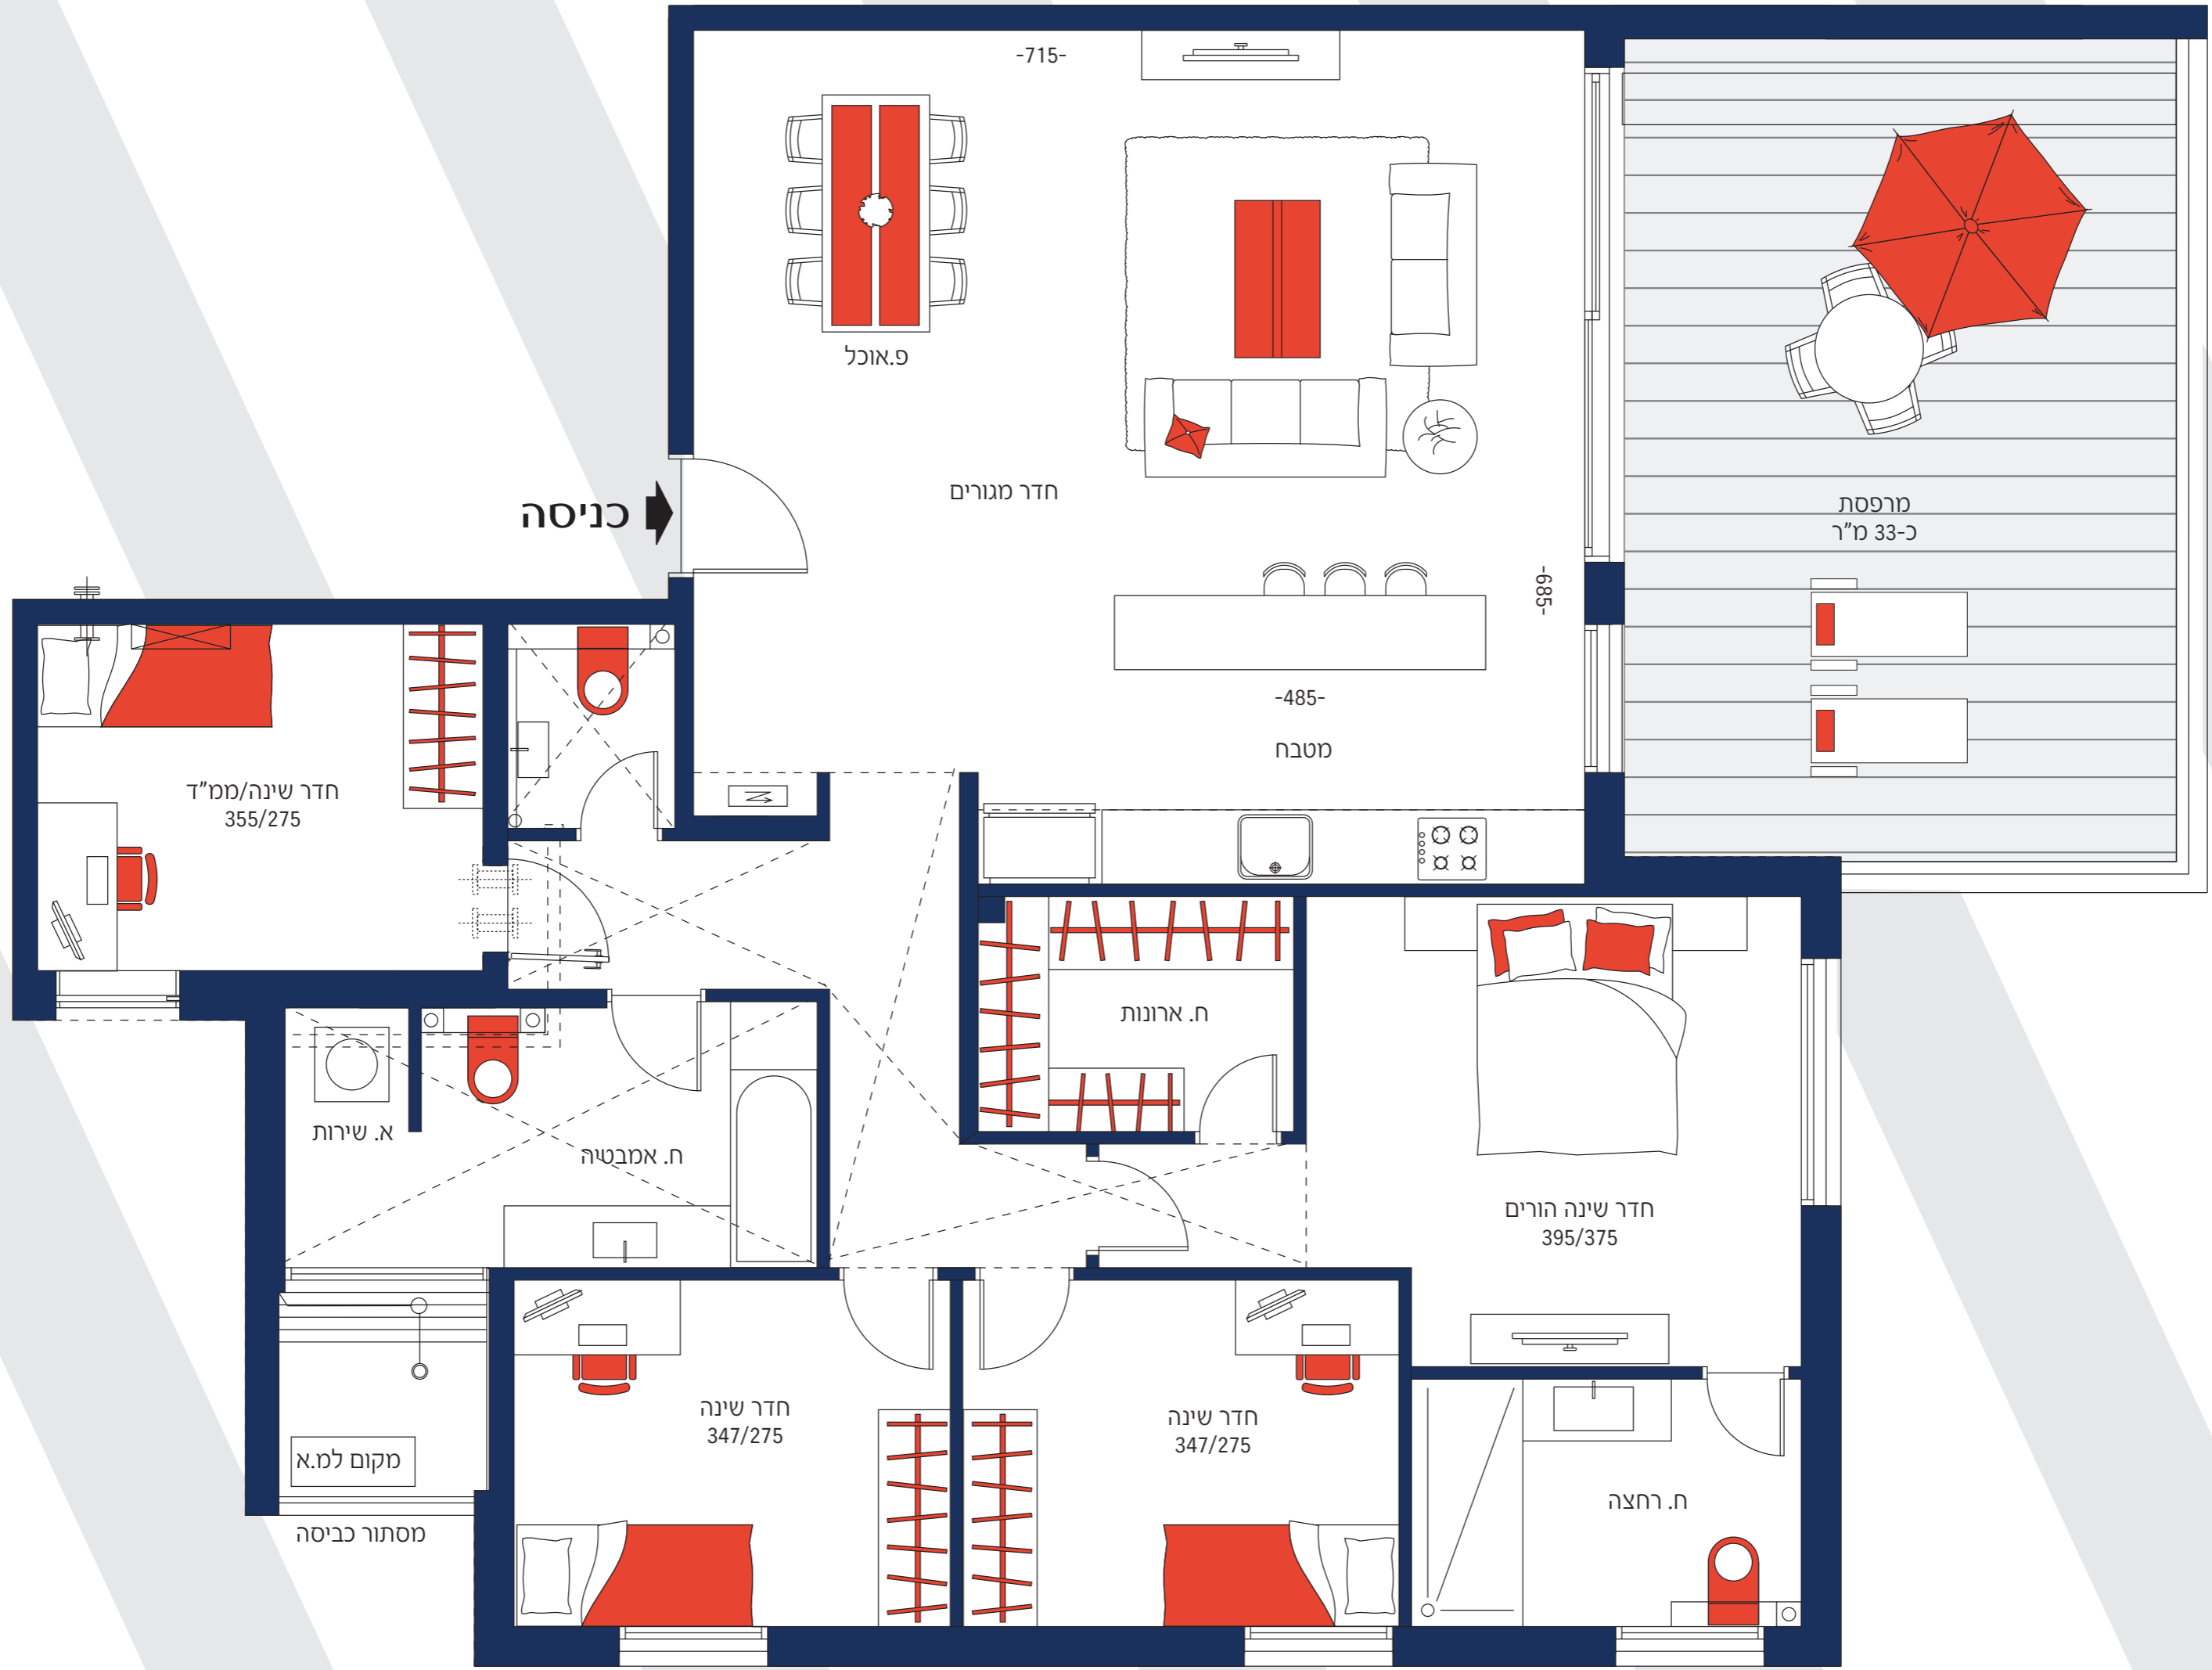 -715-
פ.אוכל
חדר מגורים
כניסה
מרפסת
כ-33 מ"ר
-685-
-485-
מטבח
חדר שינה/ממ"ד
355/275
ח. ארונות
א. שירות
ח. אמבטיה
חדר שינה הורים
395/375
חדר שינה
347/275
חדר שינה
347/275
מקום למ.א
מסתור כביסה
ח. רחצה